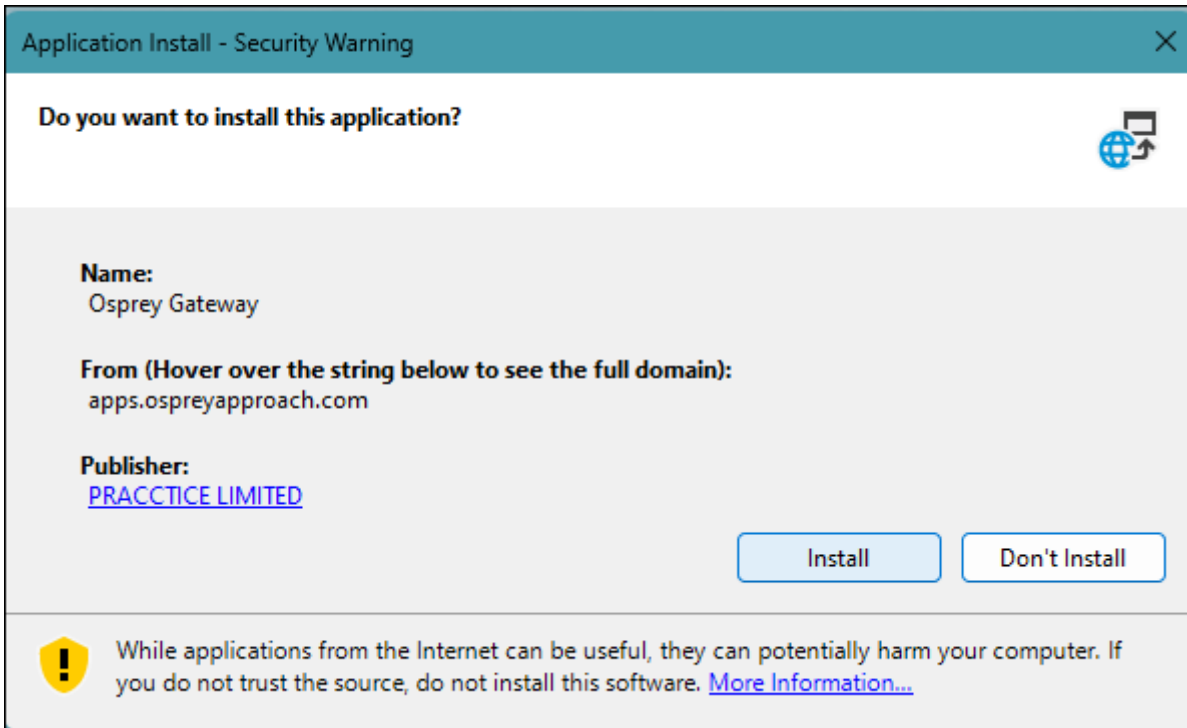 Application Install - Security Warning
Do you want to install this application?
Name:
Osprey Gateway
From (Hover over the string below to see the full domain):
apps.ospreyapproach.com
Publisher:
PRACCTICE LIMITED
Install
Don't Install
While applications from the Internet can be useful, they can potentially harm your computer. If
you do not trust the source, do not install this software. More Information...